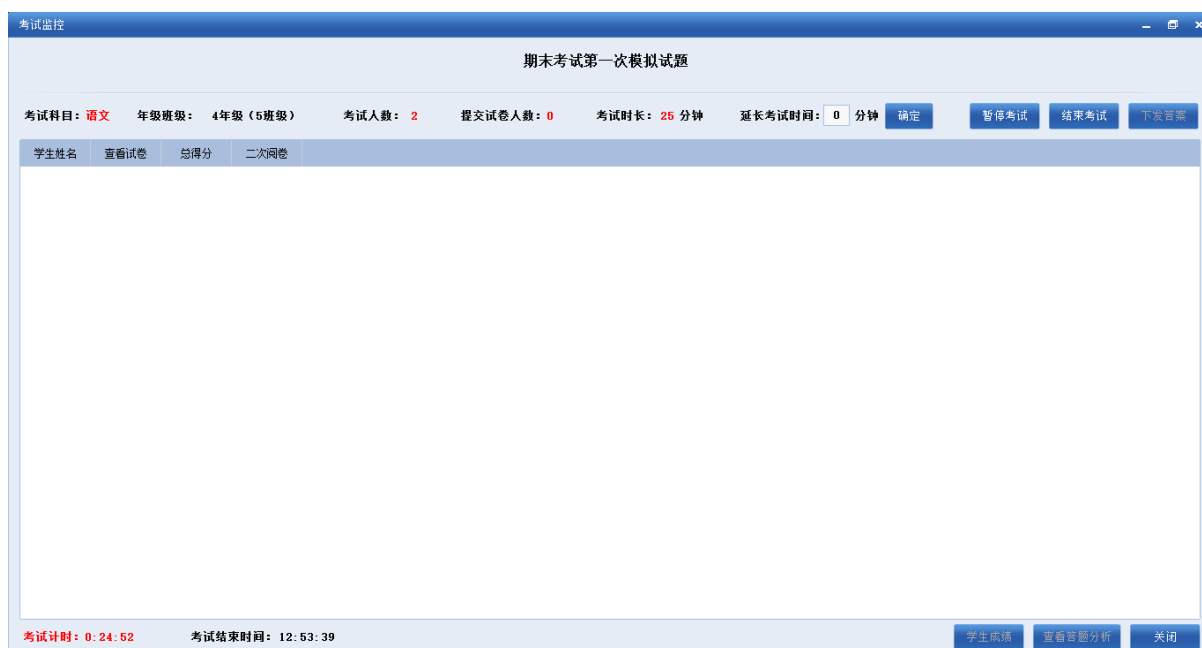 考试监控
期末考试第一次模拟试题
考试科目：语文 年级班级： 4年级（5班级） 考试人数： 2 提交试卷人数：0 考试时长： 25 分钟 延长考试时间： 0 分钟 确定 暂停考试 结束考试 下发答案
学生姓名 查看试卷 总得分 二次阅卷
考试计时：0:24:52 考试结束时间：12:53:39 学生成绩 查看答题分析 关闭